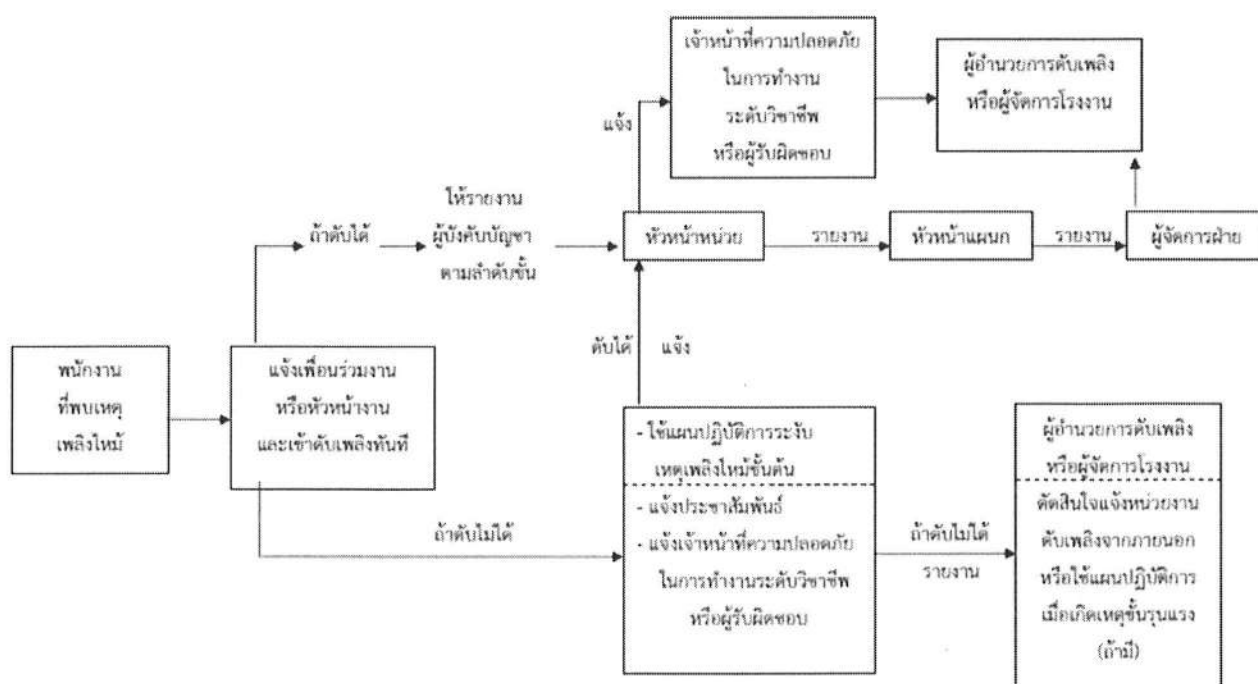 เจ้าหน้าที่ความปลอดภัย
ในการทำงาน
ระดับวิชาชีพ
หรือผู้รับผิดชอบ
ผู้อำนวยการดับเพลิง
หรือผู้จัดการโรงงาน
แจ้ง
ให้รายงาน
ผู้บังคับบัญชา
ตามลำดับขั้น
ถ้าดับได้
หัวหน้าหน่วย
รายงาน
หัวหน้าแผนก
รายงาน
ผู้จัดการฝ่าย
พนักงาน
ที่พบเหตุ
เพลิงไหม้
แจ้งเพื่อนร่วมงาน
หรือหัวหน้างาน
และเข้าดับเพลิงทันที
ดับได้ แจ้ง
ถ้าดับไม่ได้
- ใช้แผนปฏิบัติการระงับ
เหตุเพลิงไหม้ขั้นต้น
- แจ้งประชาสัมพันธ์
- แจ้งเจ้าหน้าที่ความปลอดภัย
ในการทำงานระดับวิชาชีพ
หรือผู้รับผิดชอบ
ถ้าดับไม่ได้
รายงาน
ผู้อำนวยการดับเพลิง
หรือผู้จัดการโรงงาน
ตัดสินใจแจ้งหน่วยงาน
ดับเพลิงจากภายนอก
หรือใช้แผนปฏิบัติการ
เมื่อเกิดเหตุขั้นรุนแรง
(ถ้ามี)